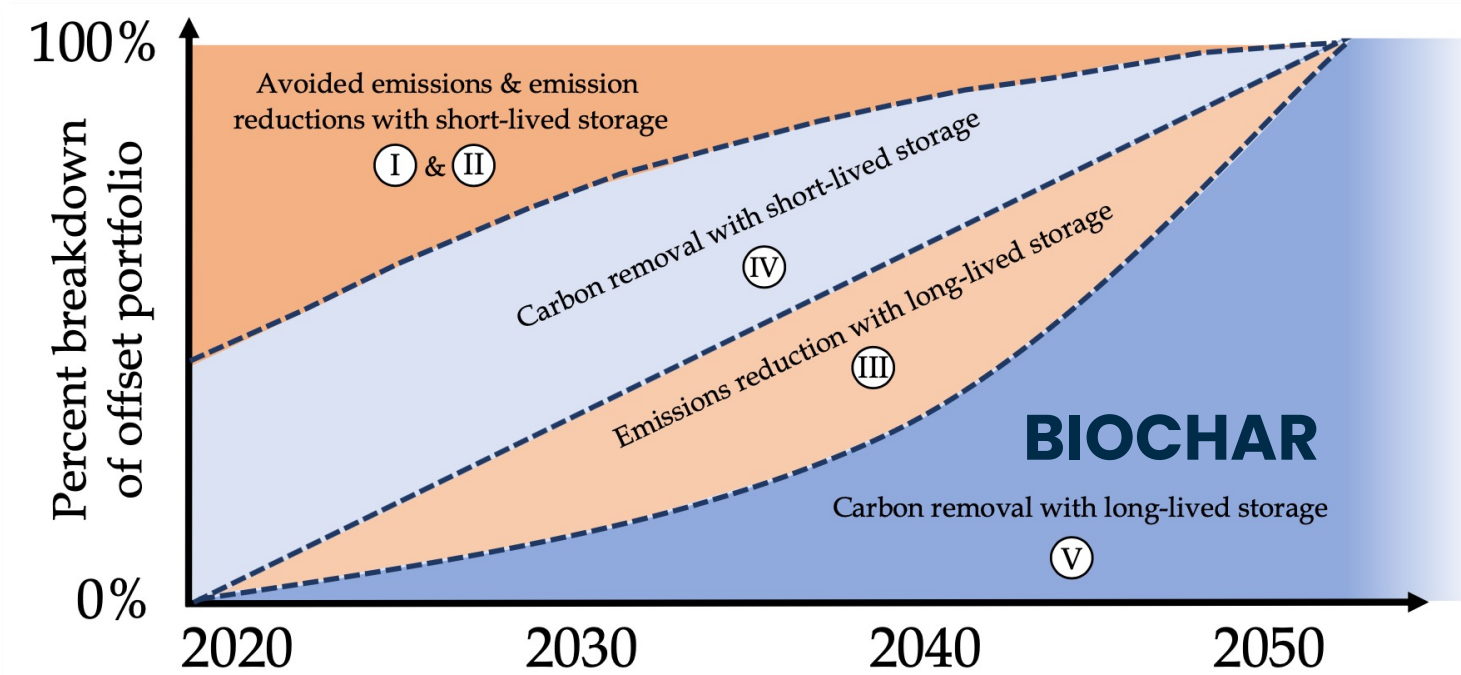 100%
Percent breakdown
of offset portfolio
0%
Avoided emissions & emission
reductions with short-lived storage
I & II
Carbon removal with short-lived storage
IV
Emissions reduction with long-lived storage
III
BIOCHAR
Carbon removal with long-lived storage
V
2020 2030 2040 2050